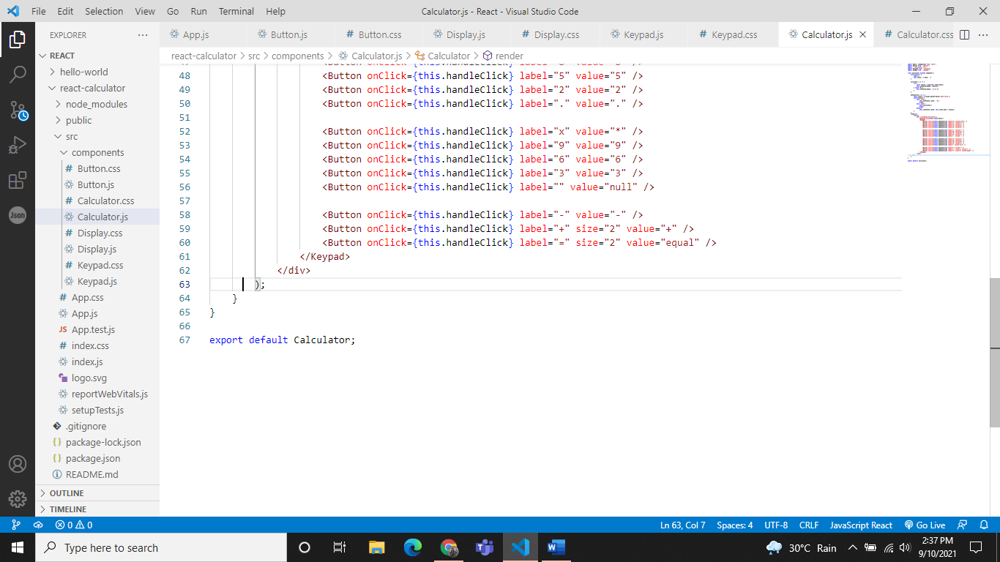 File Edit Selection View Go Run Terminal Help Calculator.js - React - Visual Studio Code
EXPLORER
App.js Button.js Button.css Display.js Display.css Keypad.js Keypad.css Calculator.js Calculator.css
react-calculator > src > components > Calculator.js > Calculator > render
REACT
hello-world
react-calculator
node_modules
public
src
components
Button.css
Button.js
Calculator.css
Calculator.js
Display.css
Display.js
Keypad.css
Keypad.js
App.css
App.js
JS App.test.js
index.css
index.js
logo.svg
reportWebVitals.js
setupTests.js
.gitignore
package-lock.json
package.json
README.md
OUTLINE
TIMELINE
Json
48 <Button onClick={this.handleClick} label="5" value="5" />
49 <Button onClick={this.handleClick} label="2" value="2" />
50 <Button onClick={this.handleClick} label="." value="." />
51
52 <Button onClick={this.handleClick} label="x" value="*" />
53 <Button onClick={this.handleClick} label="9" value="9" />
54 <Button onClick={this.handleClick} label="6" value="6" />
55 <Button onClick={this.handleClick} label="3" value="3" />
56 <Button onClick={this.handleClick} label="" value="null" />
57
58 <Button onClick={this.handleClick} label="-" value="-" />
59 <Button onClick={this.handleClick} label="+" size="2" value="+" />
60 <Button onClick={this.handleClick} label="=" size="2" value="equal" />
61 </Keypad>
62 </div>
63 );
64 }
65 }
66
67 export default Calculator;
0 0 Ln 63, Col 7 Spaces: 4 UTF-8 CRLF JavaScript React Go Live
Type here to search
30°C Rain
2:37 PM
9/10/2021